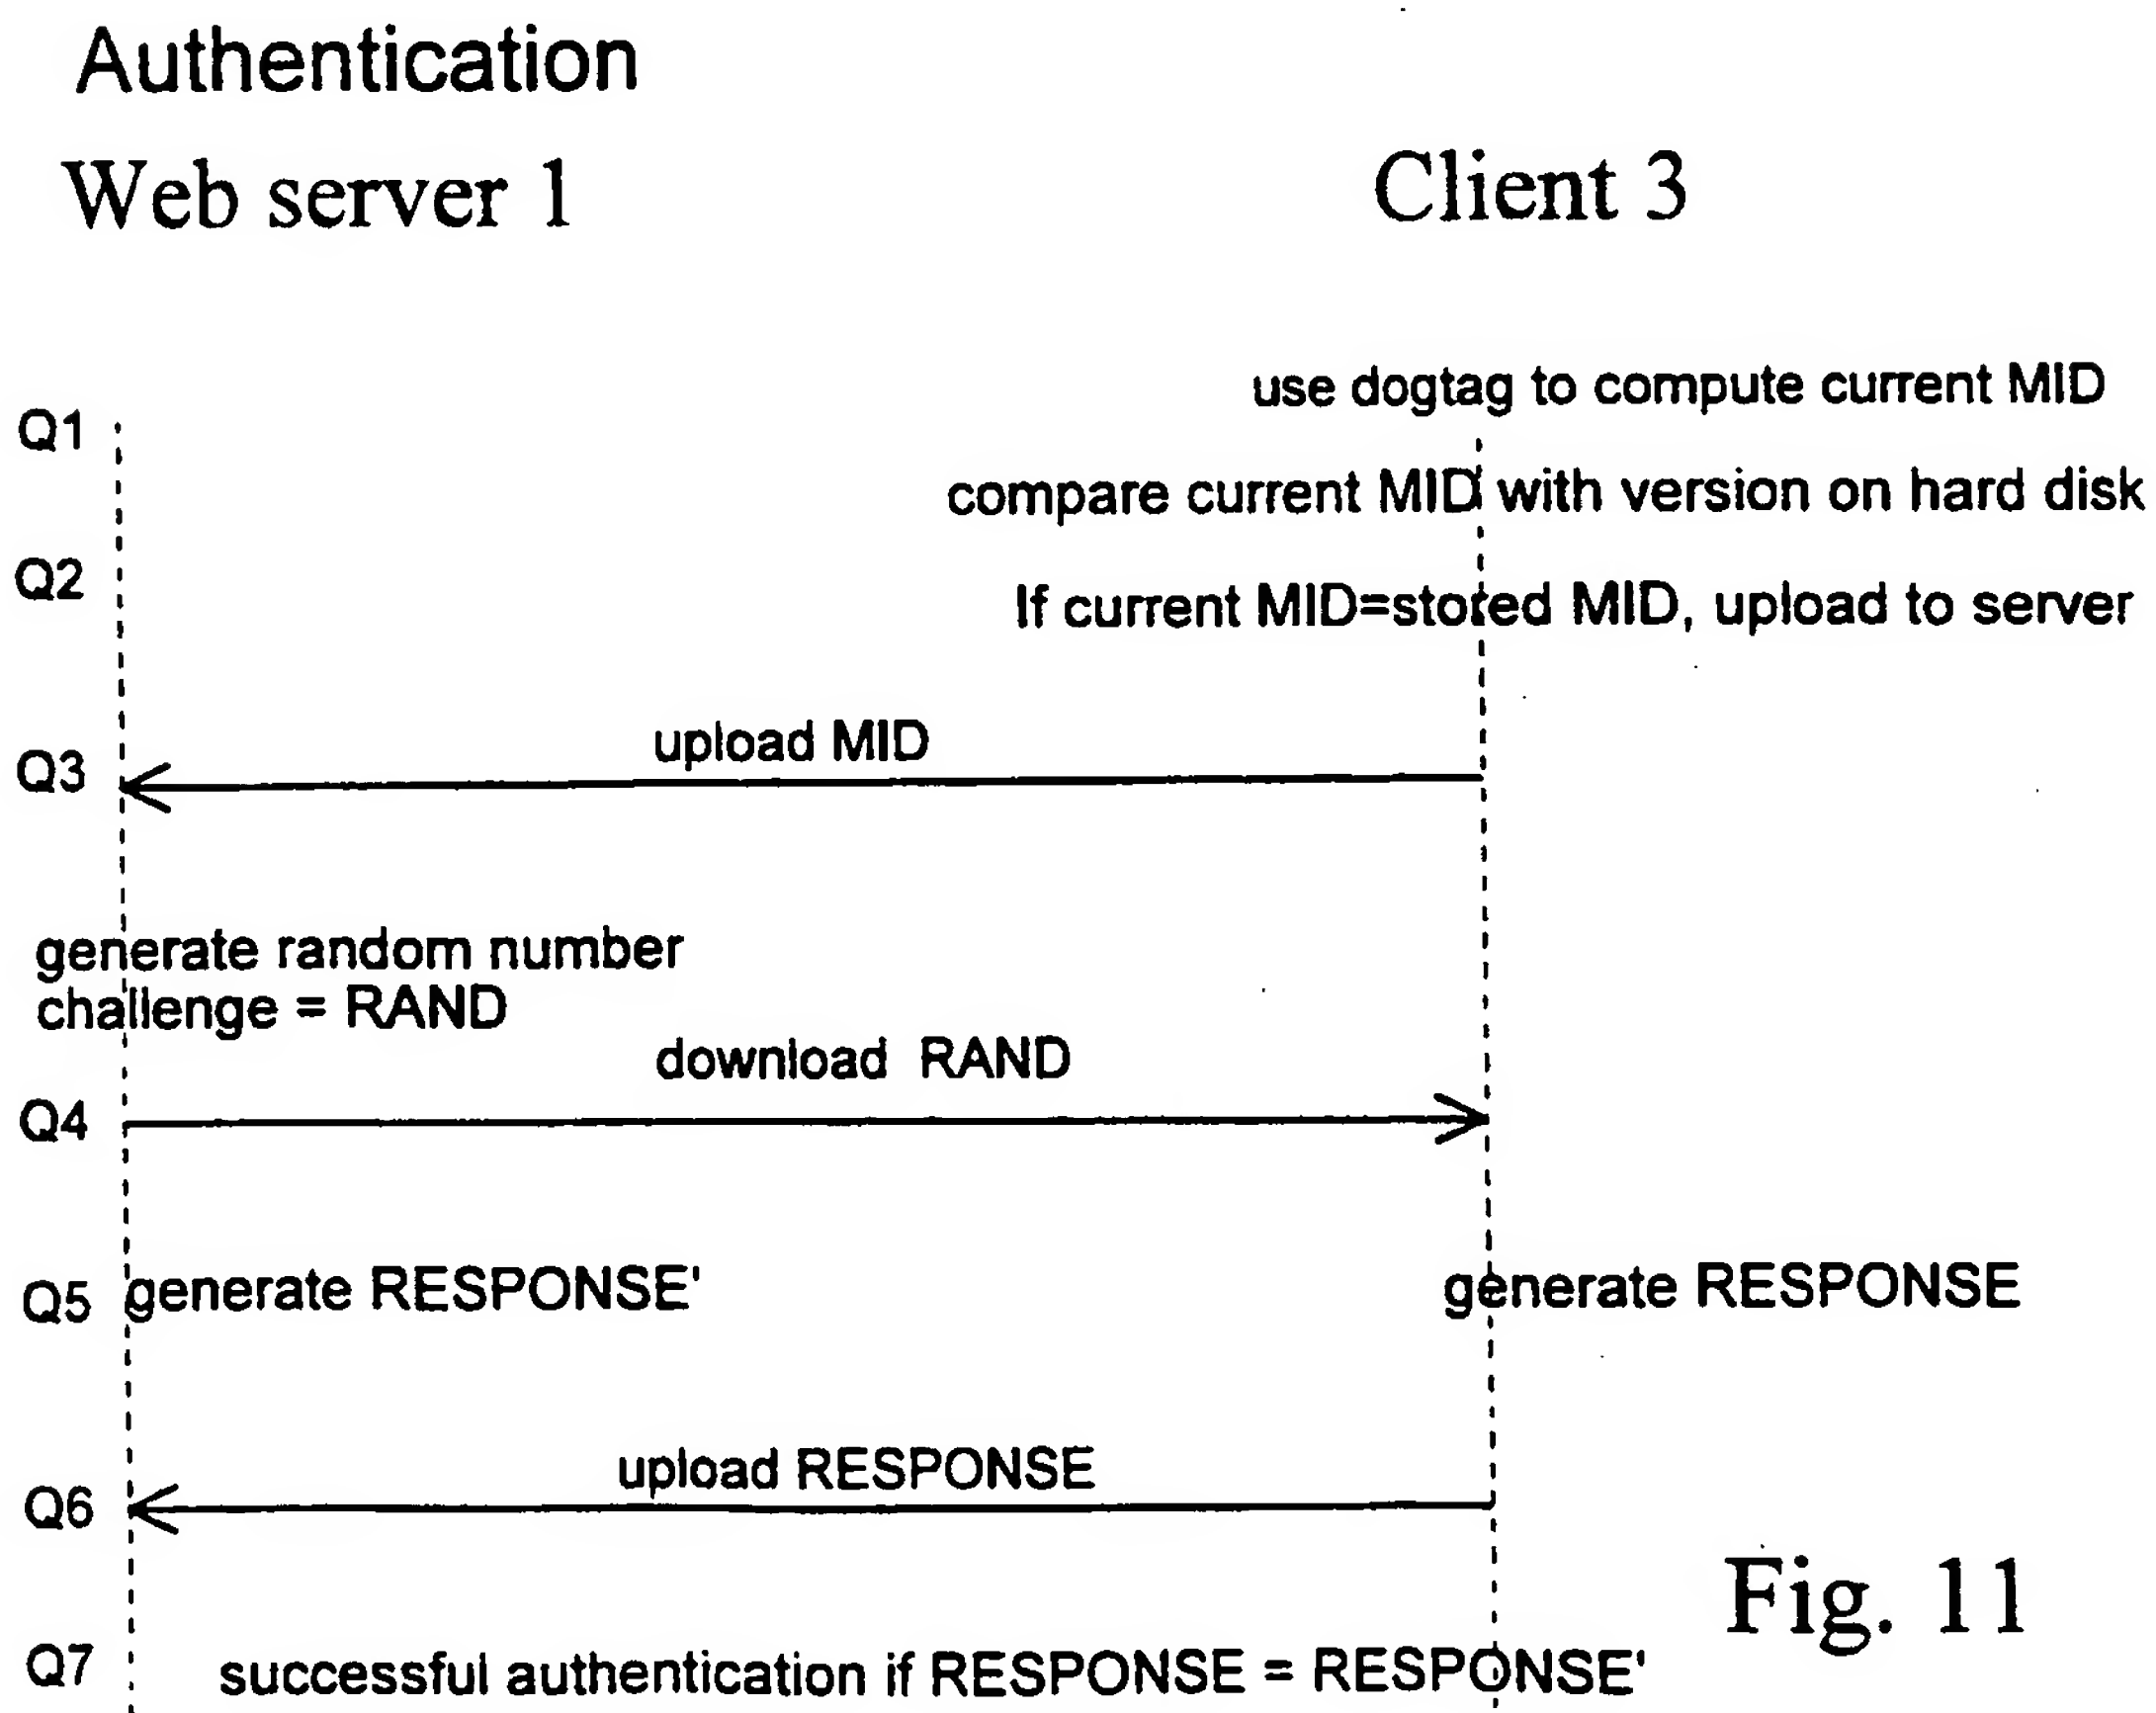 Authentication
Web server 1
Client 3
use dogtag to compute current MID
Q1
compare current MID with version on hard disk
Q2
If current MID=stored MID, upload to server
upload MID
Q3
generate random number
challenge = RAND
download RAND
Q4
Q5 generate RESPONSE'
generate RESPONSE
upload RESPONSE
Q6
Fig. 11
Q7 successful authentication if RESPONSE = RESPONSE'